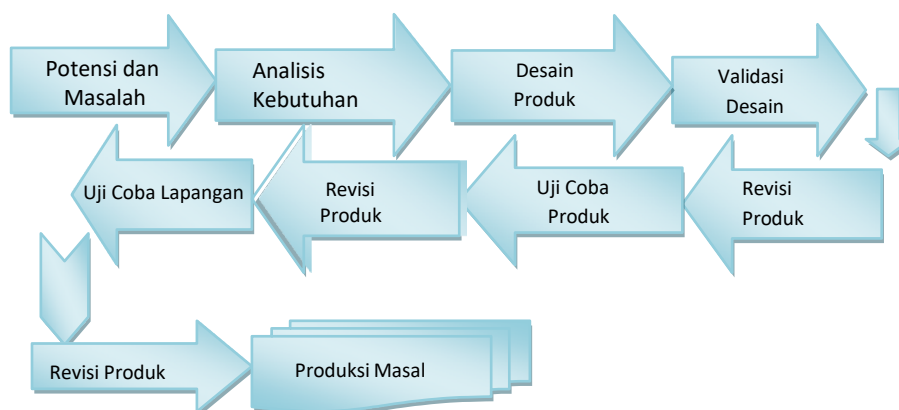 Potensi dan
Masalah
Analisis
Kebutuhan
Desain
Produk
Validasi
Desain
Revisi
Produk
Uji Coba
Produk
Revisi
Produk
Uji Coba Lapangan
Revisi Produk
Produksi Masal